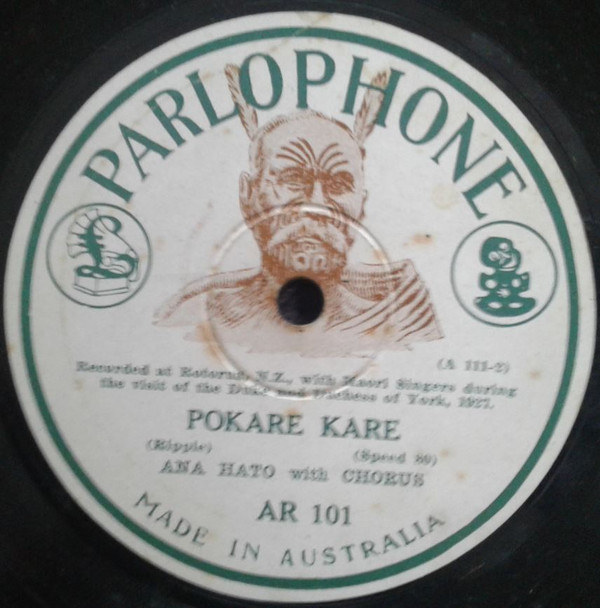 PARLOPHONE
(A 111-2)
Recorded at Rotorua, N.Z., with Maori Singers during
the visit of the Duke and Duchess of York, 1927.
POKARE KARE
(Ripple) (Speed 80)
ANA HATO with CHORUS
AR 101
MADE IN AUSTRALIA